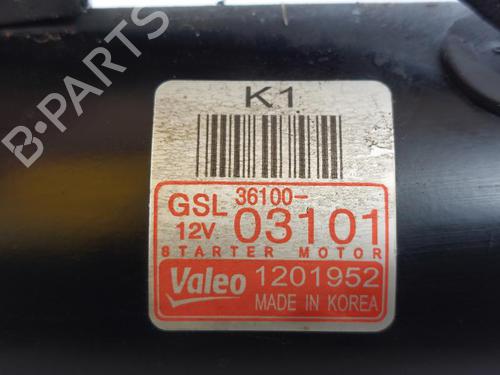 B-PARTS
K1
36100-
GSL
12V
03101
STARTER MOTOR
Valeo 1201952
MADE IN KOREA